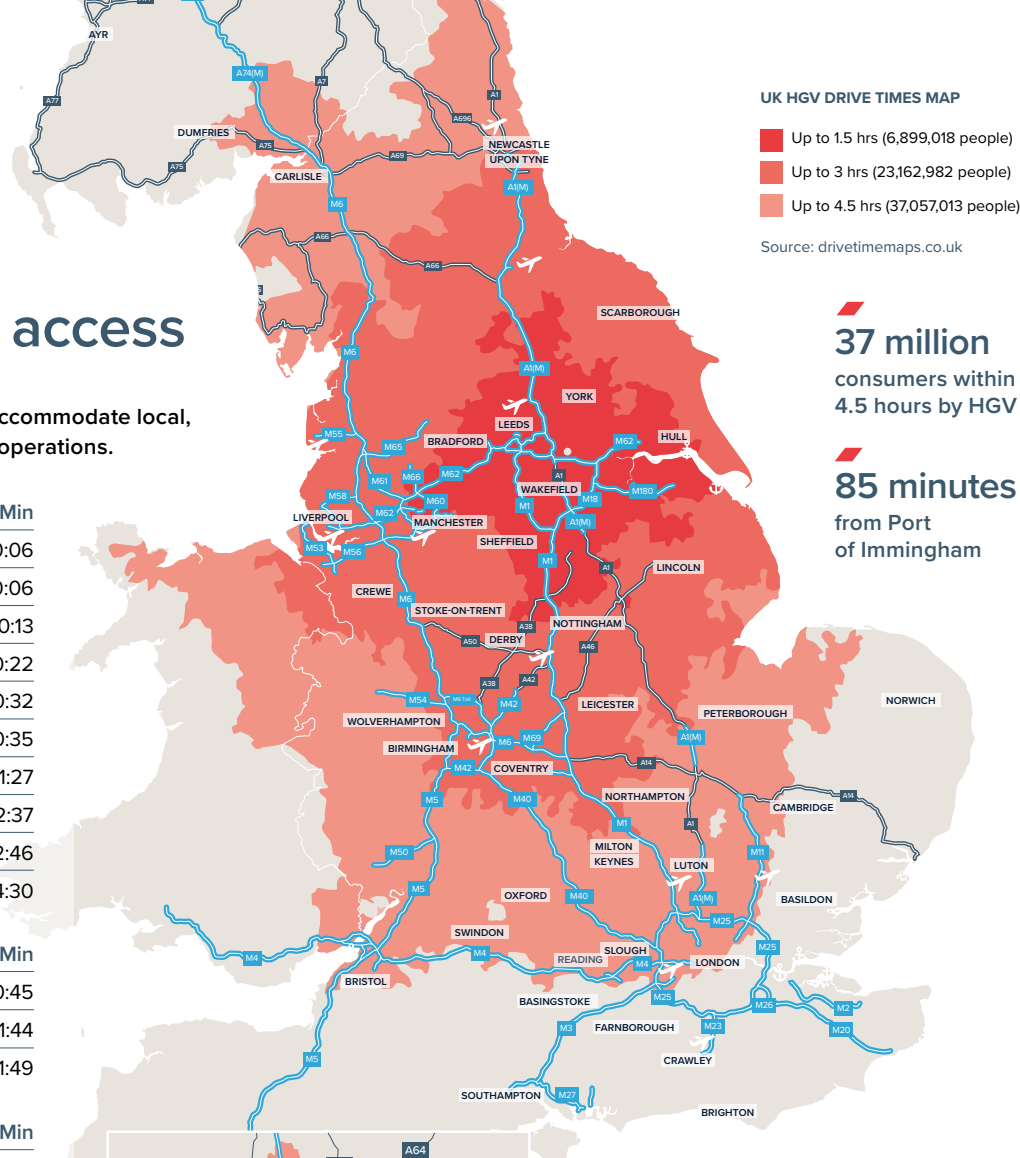 access
ccommodate local,
operations.
Min
0:06
0:06
0:13
0:22
0:32
0:35
1:27
2:37
2:46
4:30
Min
0:45
1:44
1:49
Min
UK HGV DRIVE TIMES MAP
Up to 1.5 hrs (6,899,018 people)
Up to 3 hrs (23,162,982 people)
Up to 4.5 hrs (37,057,013 people)
Source: drivetimemaps.co.uk
37 million
consumers within
4.5 hours by HGV
85 minutes
from Port
of Immingham
AYR
A74(M)
A7
A77
A1
A696
DUMFRIES
A75
A75
A69
NEWCASTLE
UPON TYNE
CARLISLE
A1(M)
M6
A66
A66
SCARBOROUGH
M6
A1(M)
YORK
LEEDS
M55
M65
BRADFORD
M62
HULL
M66
M62
A1
M61
WAKEFIELD
M180
M58
M60
M18
M1
LIVERPOOL
M62
MANCHESTER
A1(M)
M53
M56
SHEFFIELD
M1
A1
LINCOLN
CREWE
M6
STOKE-ON-TRENT
A38
NOTTINGHAM
A50
DERBY
A46
A38
A42
M54
M6 Toll
M42
LEICESTER
NORWICH
WOLVERHAMPTON
PETERBOROUGH
BIRMINGHAM
M6
M69
A1(M)
M42
COVENTRY
A14
M5
M40
NORTHAMPTON
A14
CAMBRIDGE
M1
A1
MILTON
KEYNES
M50
M11
LUTON
M5
OXFORD
M40
A1(M)
BASILDON
M25
SWINDON
M25
M4
M4
SLOUGH
READING
M4
LONDON
BRISTOL
M25
BASINGSTOKE
M26
M2
M3
FARNBOROUGH
M23
M20
M5
CRAWLEY
SOUTHAMPTON
M27
BRIGHTON
A64